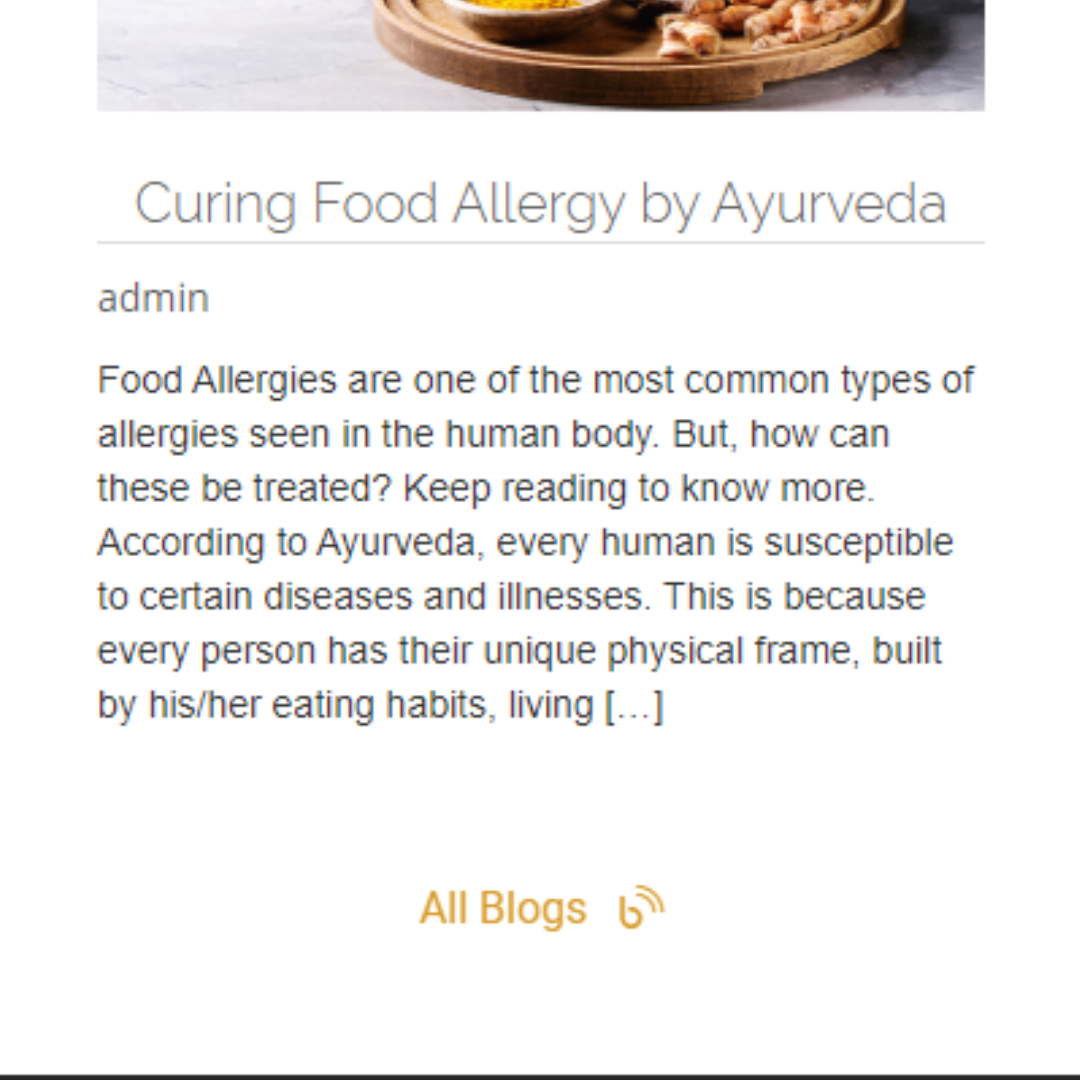 Curing Food Allergy by Ayurveda
admin
Food Allergies are one of the most common types of
allergies seen in the human body. But, how can
these be treated? Keep reading to know more.
According to Ayurveda, every human is susceptible
to certain diseases and illnesses. This is because
every person has their unique physical frame, built
by his/her eating habits, living […]
All Blogs